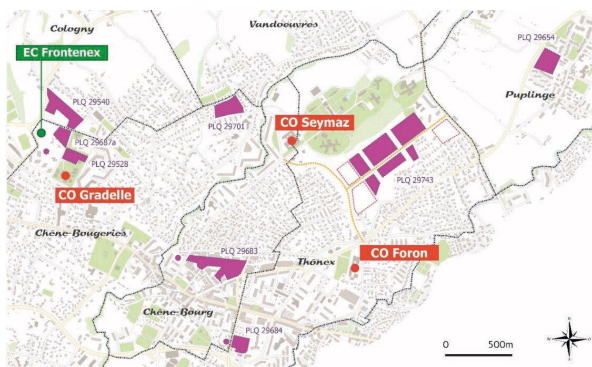 Cologny
Vandoeuvres
EC Frontenex
PLQ 29654
PLQ 29540
Puplinge
PLQ 29701
CO Seymaz
PLQ 29687a
PLQ 29528
PLQ 29743
CO Gradelle
Chêne-Bougeries
PLQ 29683
Thônex
CO Foron
Chêne-Bourg
PLQ 29684
0 500m